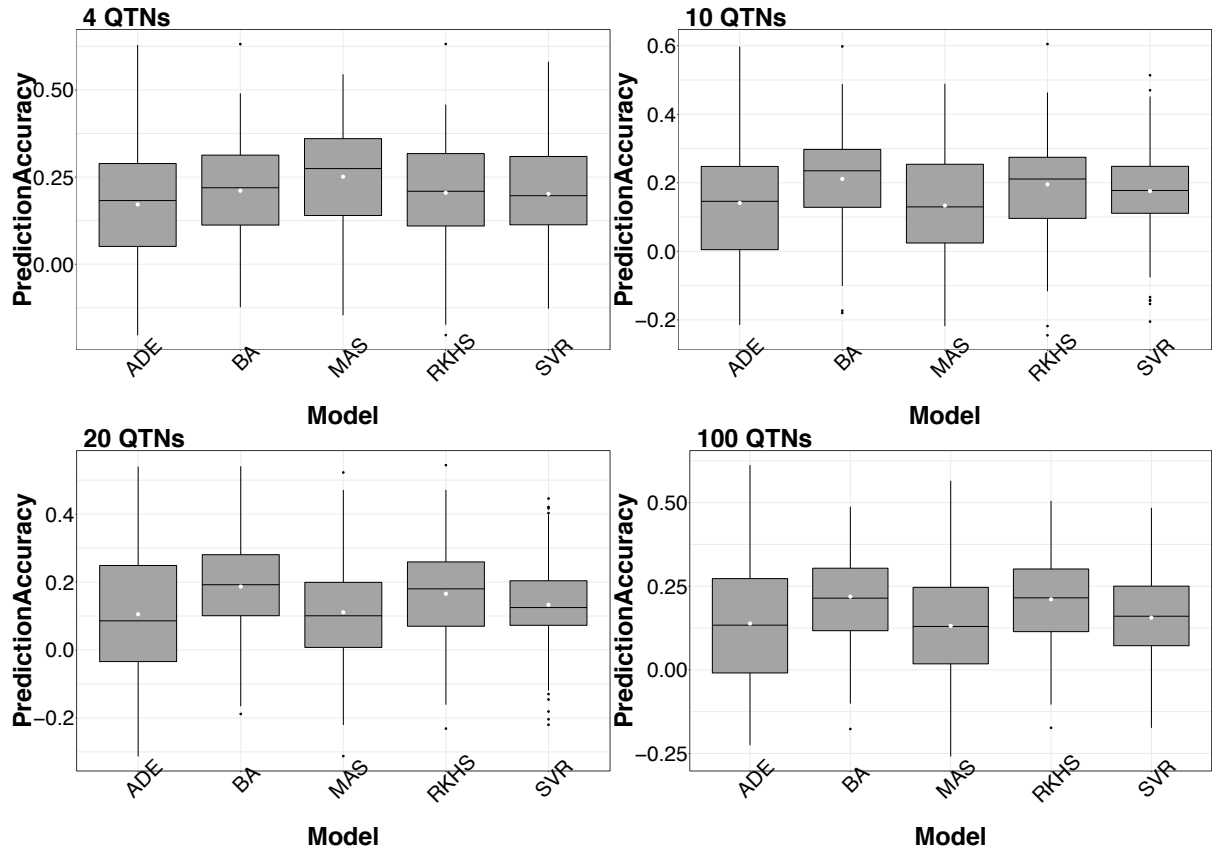 4 QTNs
PredictionAccuracy
0.50
0.25
0.00
ADE
BA
MAS
RKHS
SVR
Model
10 QTNs
PredictionAccuracy
0.6
0.4
0.2
0.0
−0.2
ADE
BA
MAS
RKHS
SVR
Model
20 QTNs
PredictionAccuracy
0.4
0.2
0.0
−0.2
ADE
BA
MAS
RKHS
SVR
Model
100 QTNs
PredictionAccuracy
0.50
0.25
0.00
−0.25
ADE
BA
MAS
RKHS
SVR
Model